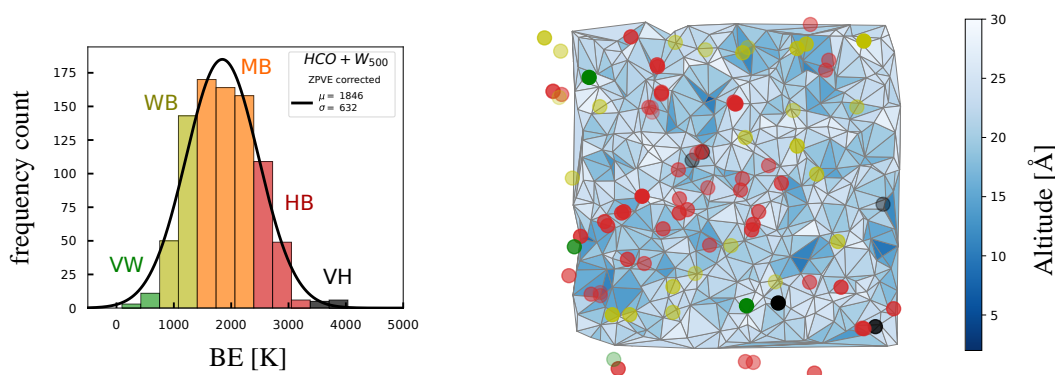 HCO + W500
ZPVE corrected
μ = 1846
σ = 632
MB
WB
HB
VW
VH
frequency count
175
150
125
100
75
50
25
0
0
1000
2000
3000
4000
5000
BE [K]
30
25
20
15
10
5
Altitude [Å]